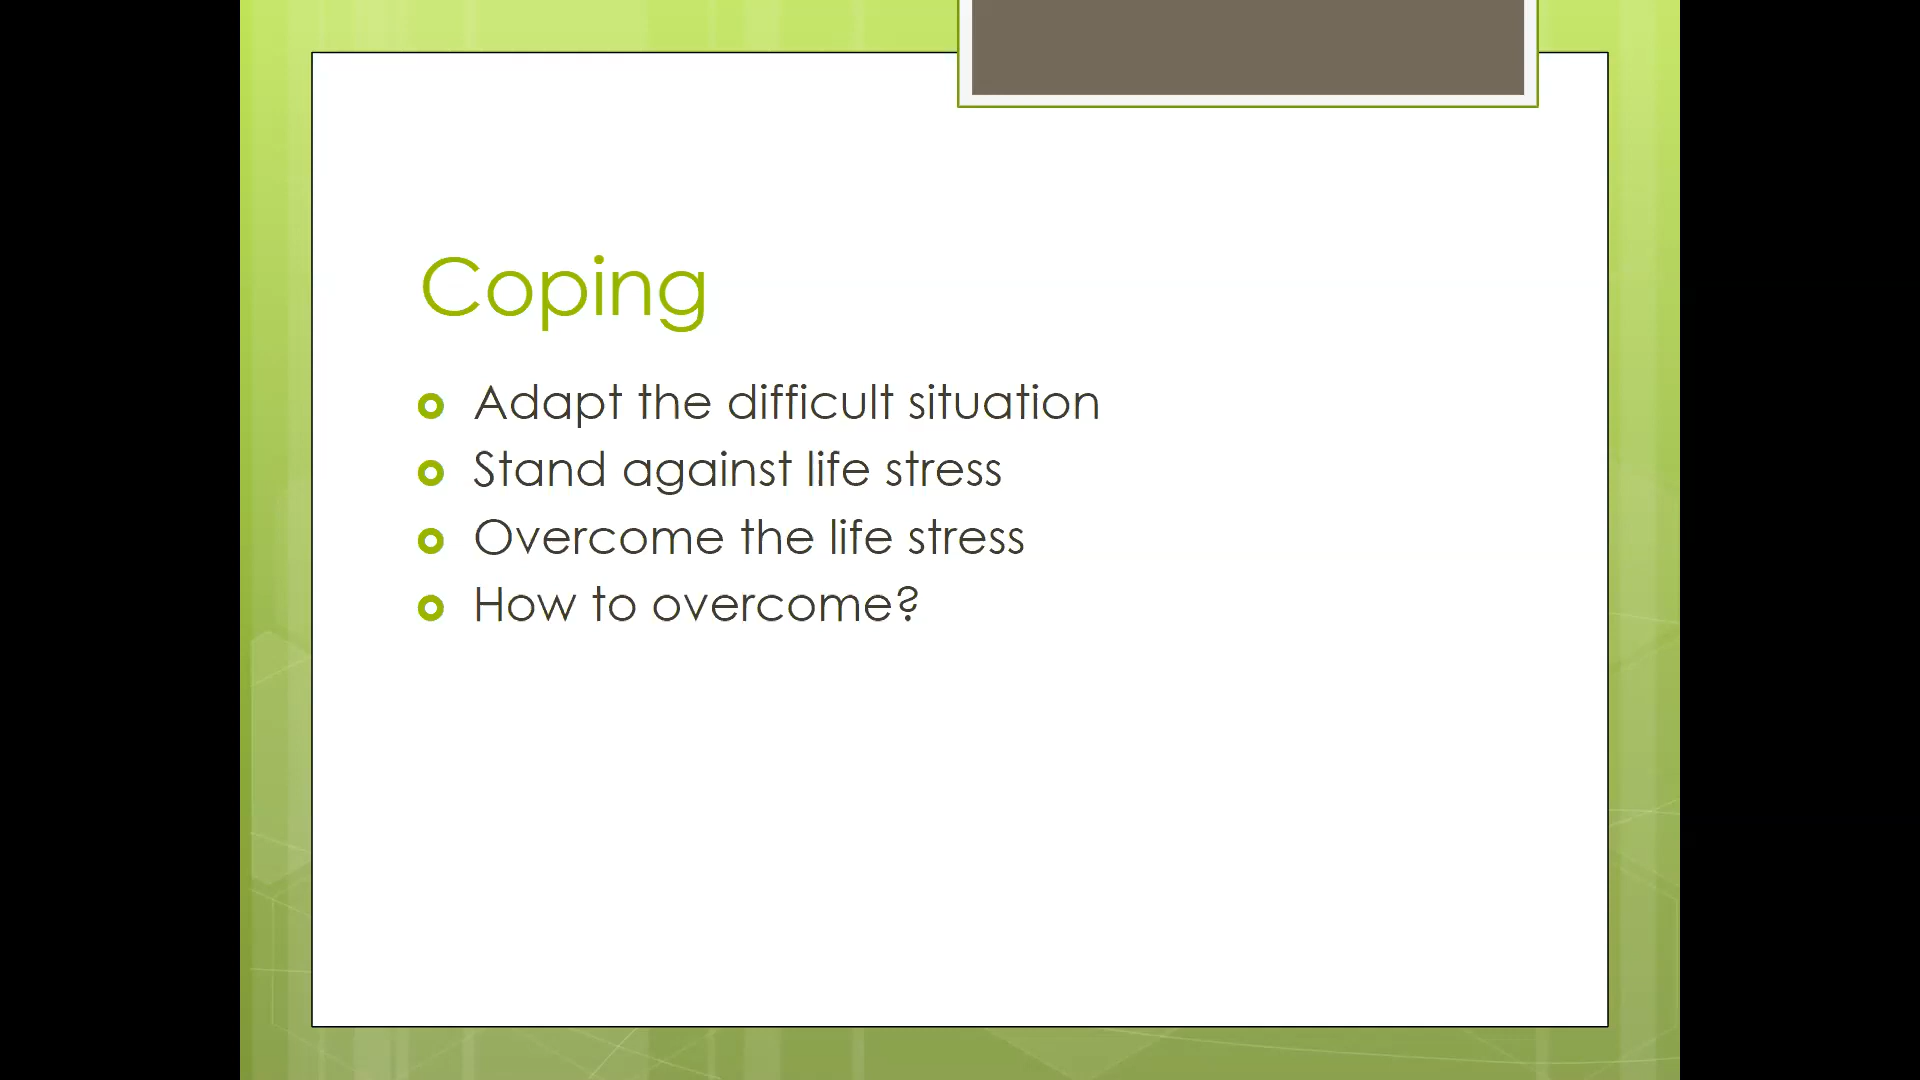 Coping
Adapt the difficult situation
Stand against life stress
Overcome the life stress
How to overcome?